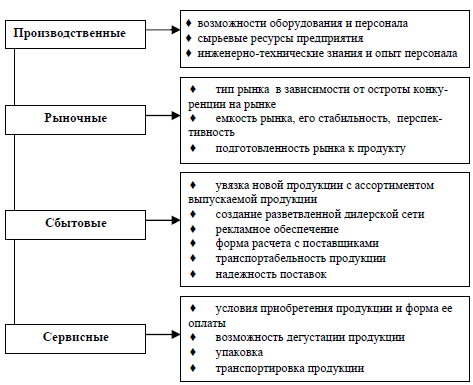 Производственные
♦ возможности оборудования и персонала
♦ сырьевые ресурсы предприятия
♦ инженерно-технические знания и опыт персонала
Рыночные
♦ тип рынка в зависимости от остроты конку-
ренции на рынке
♦ емкость рынка, его стабильность, перспек-
тивность
♦ подготовленность рынка к продукту
Сбытовые
♦ увязка новой продукции с ассортиментом
выпускаемой продукции
♦ создание разветвленной дилерской сети
♦ рекламное обеспечение
♦ форма расчета с поставщиками
♦ транспортабельность продукции
♦ надежность поставок
Сервисные
♦ условия приобретения продукции и форма ее
оплаты
♦ возможность дегустации продукции
♦ упаковка
♦ транспортировка продукции